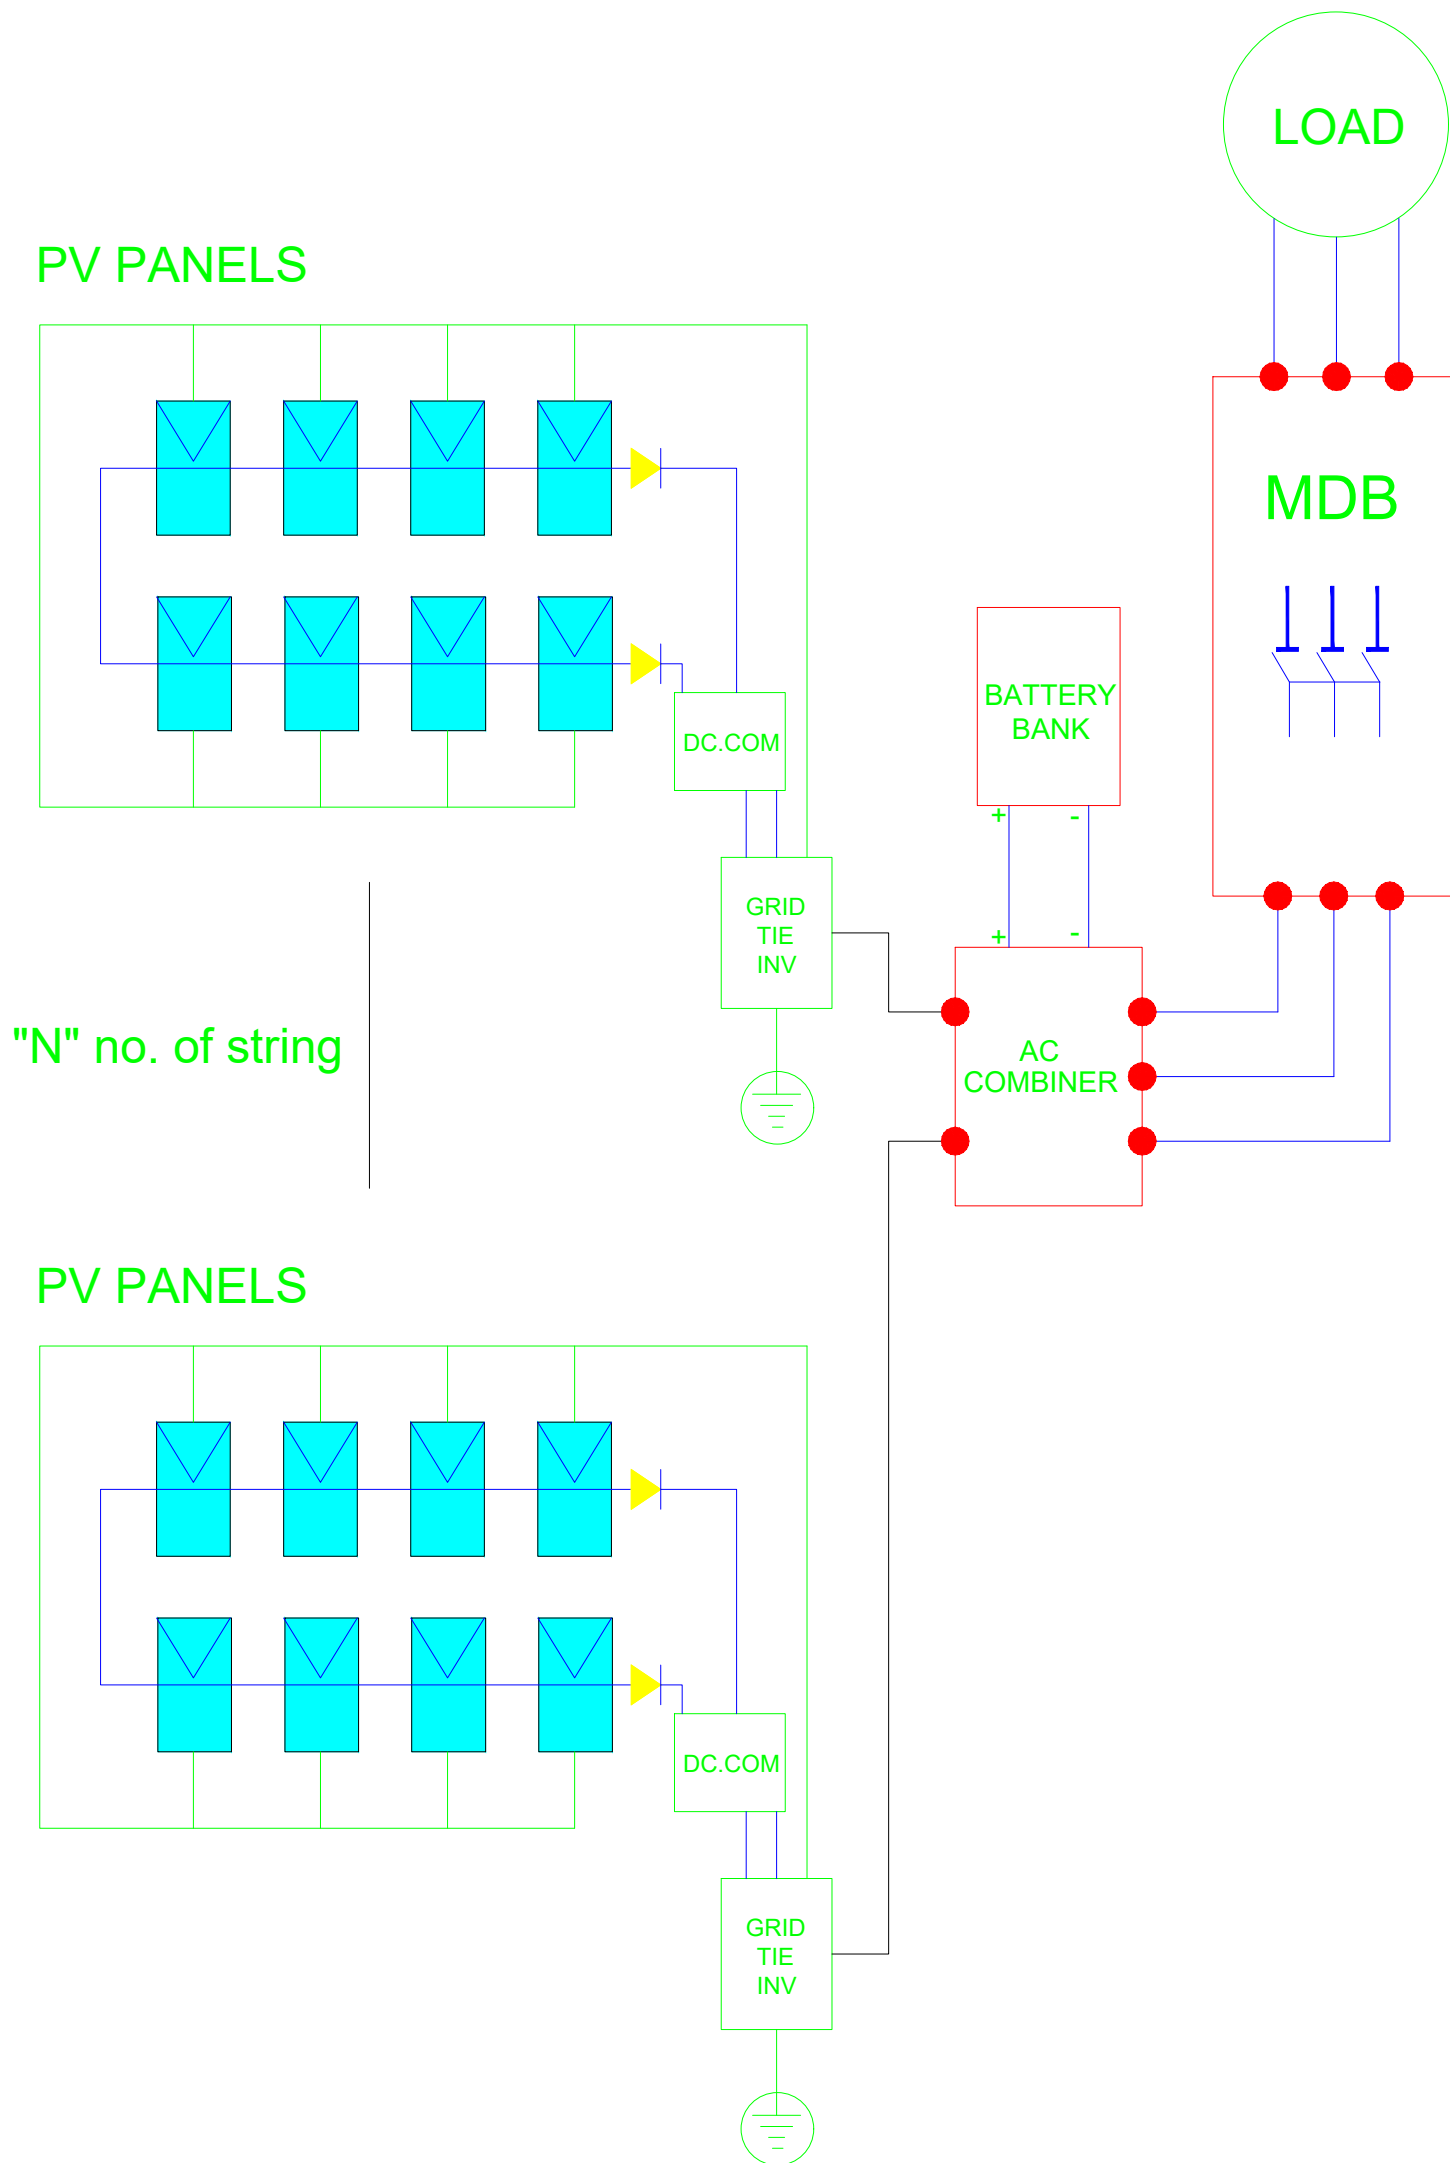 LOAD
PV PANELS
MDB
BATTERY
BANK
DC.COM
+ -
GRID
TIE
INV
+ -
"N" no. of string
AC
COMBINER
PV PANELS
DC.COM
GRID
TIE
INV